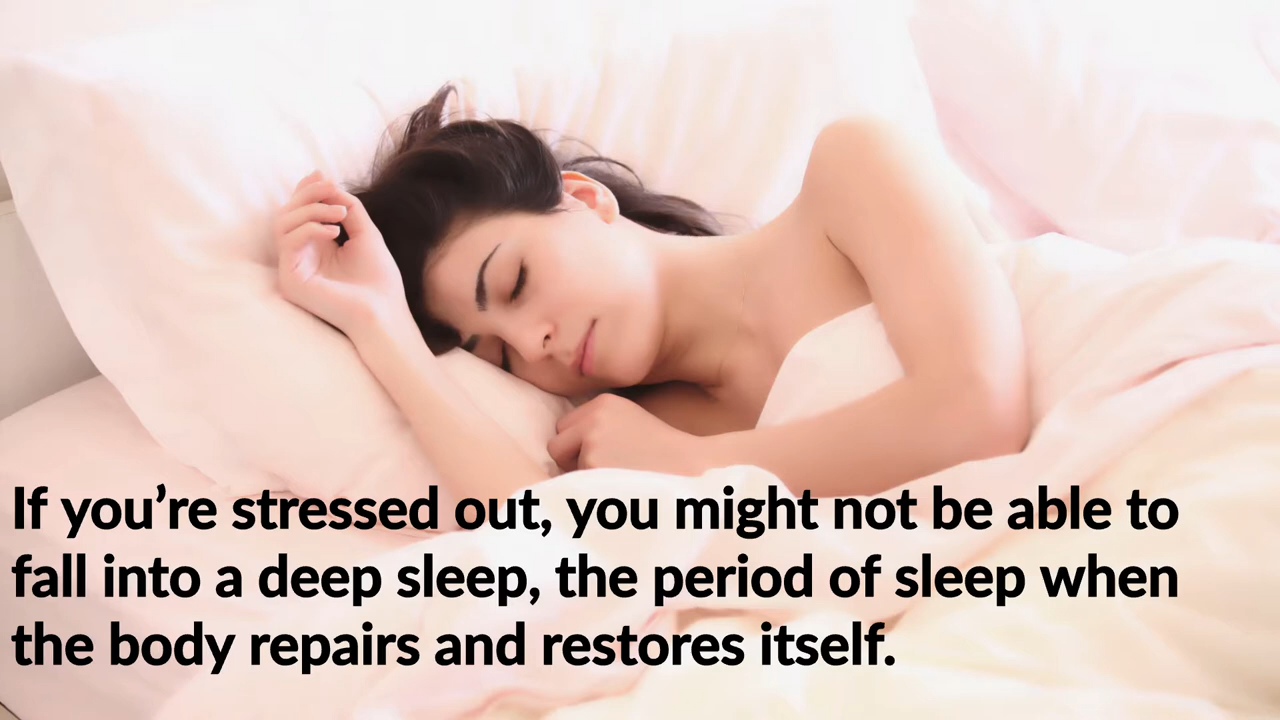 If you’re stressed out, you might not be able to
fall into a deep sleep, the period of sleep when
the body repairs and restores itself.